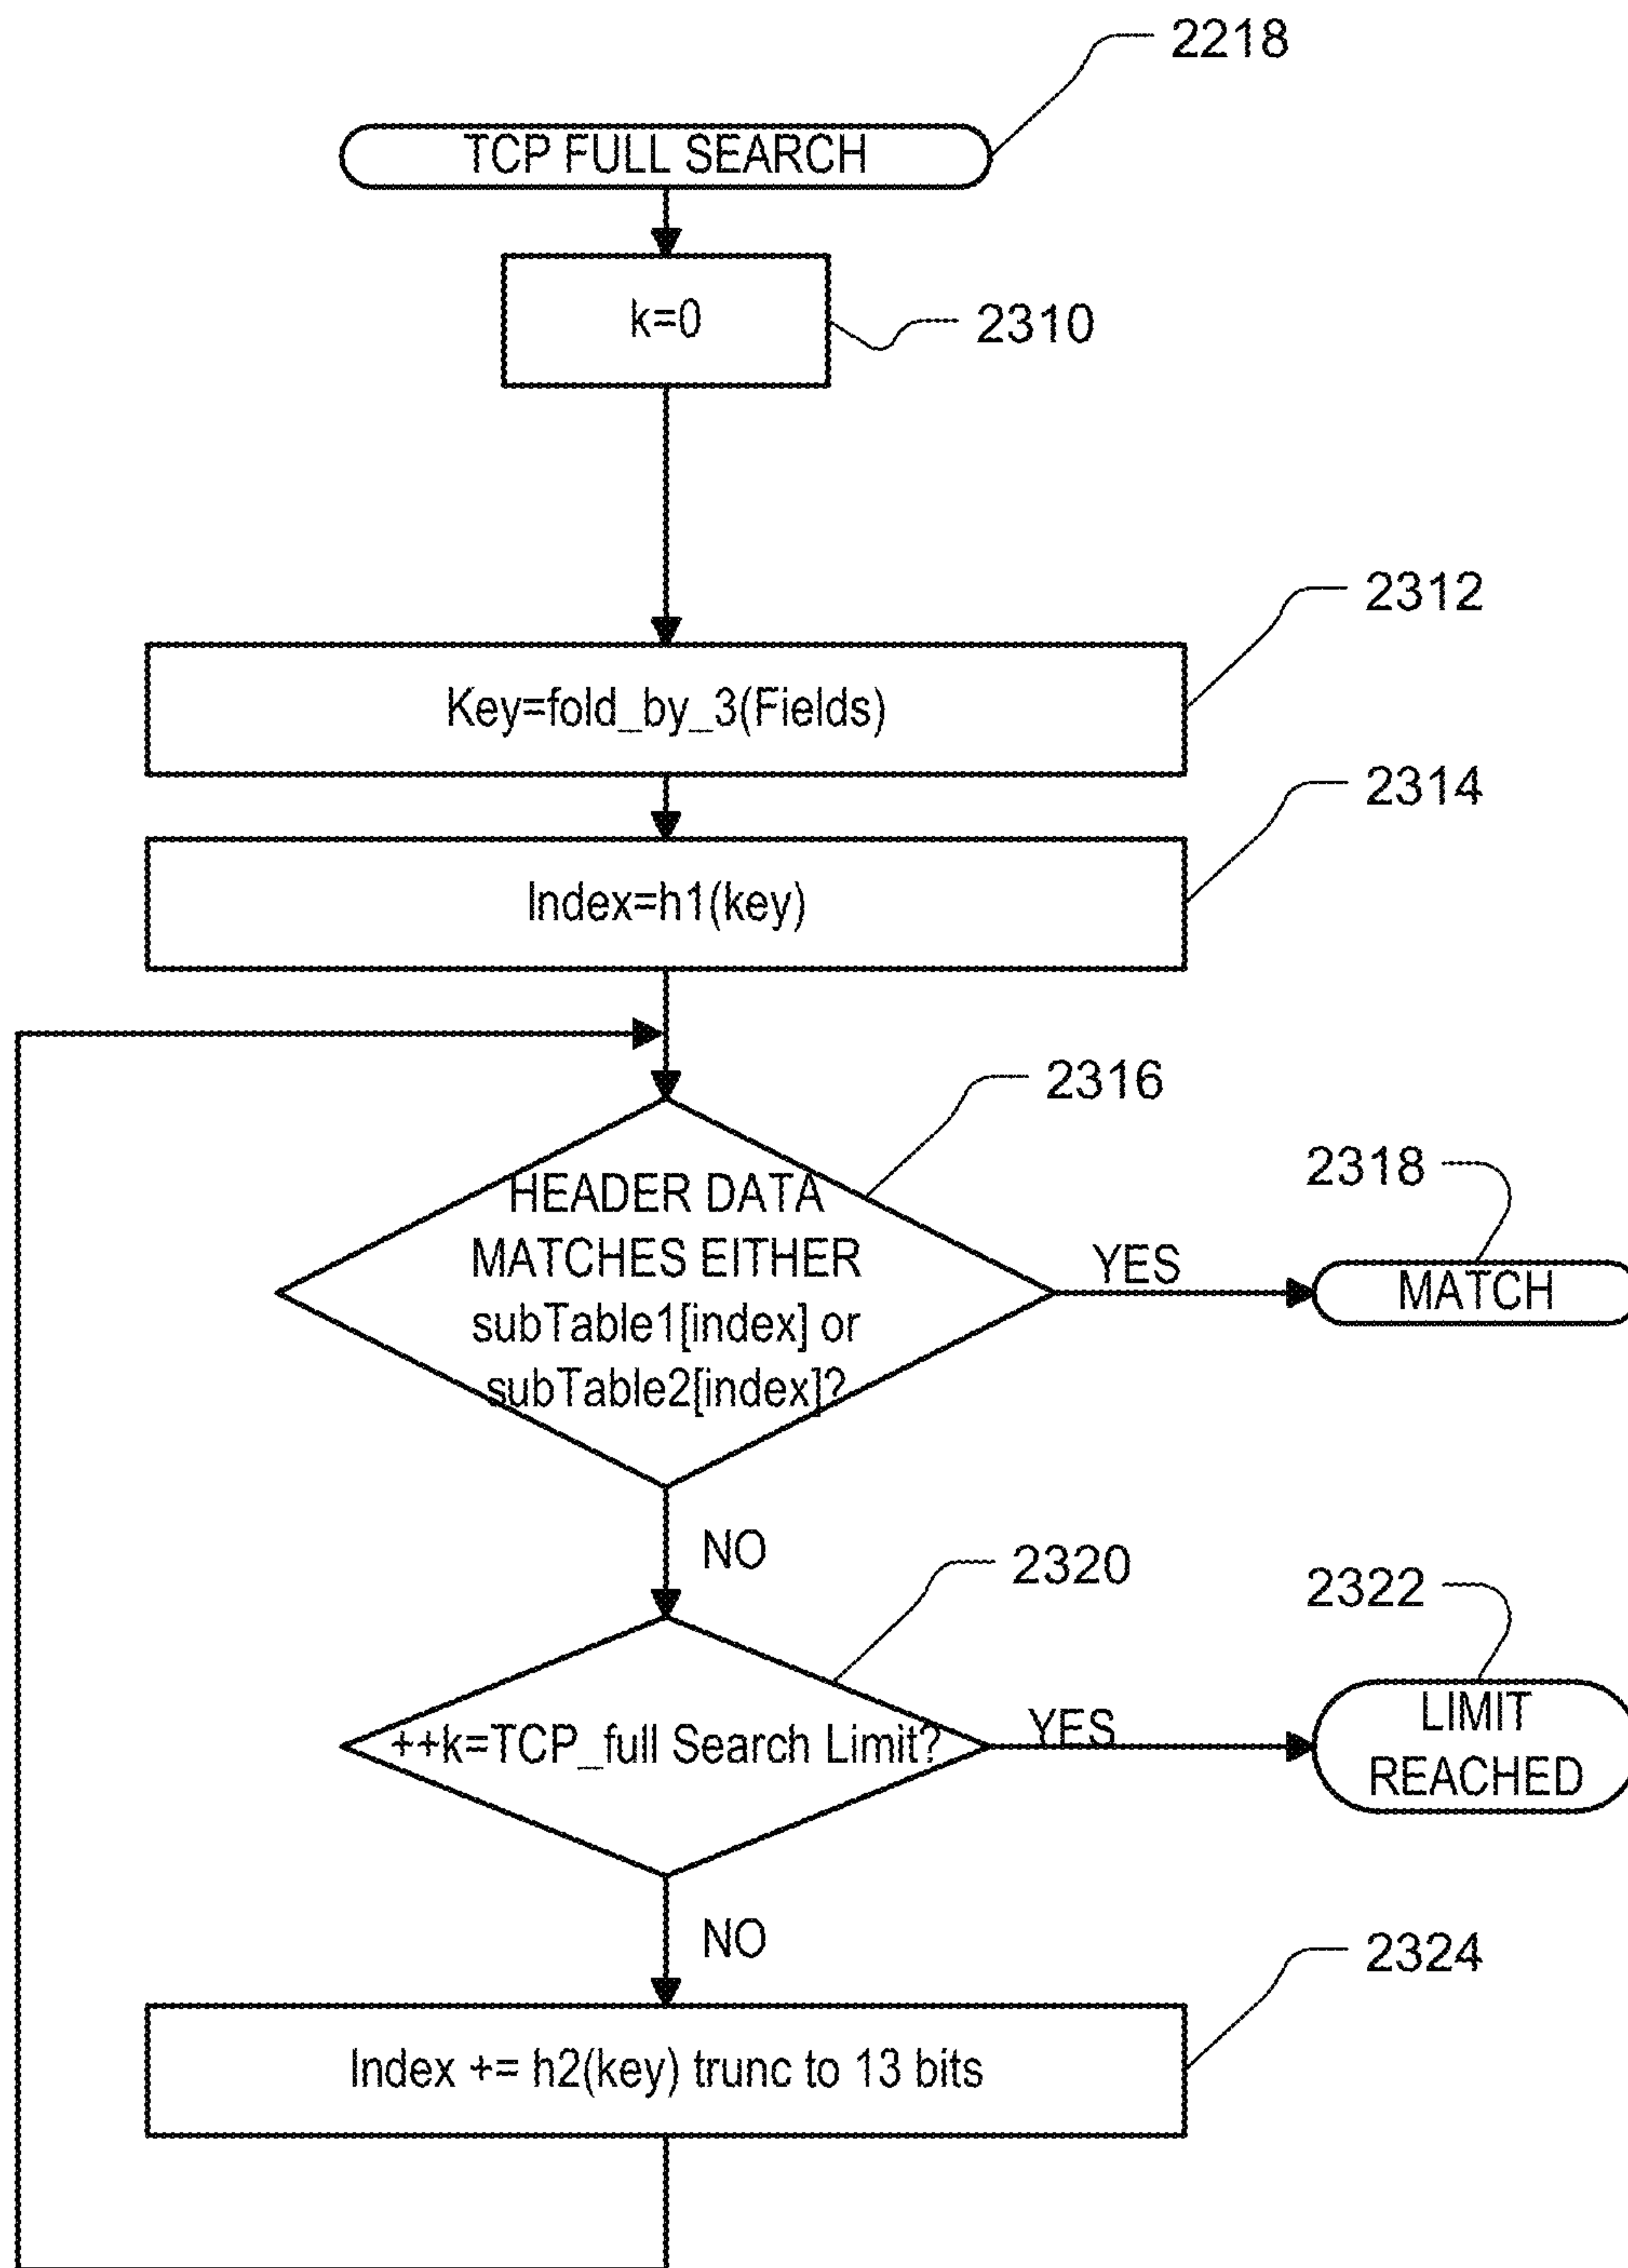 2218
TCP FULL SEARCH
k=0
2310
2312
Key=fold_by_3(Fields)
2314
Index=h1(key)
2316
HEADER DATA
MATCHES EITHER
subTable1[index] or
subTable2[index]?
YES
2318
MATCH
NO
2320
++k=TCP_full Search Limit?
YES
2322
LIMIT
REACHED
NO
2324
Index += h2(key) trunc to 13 bits